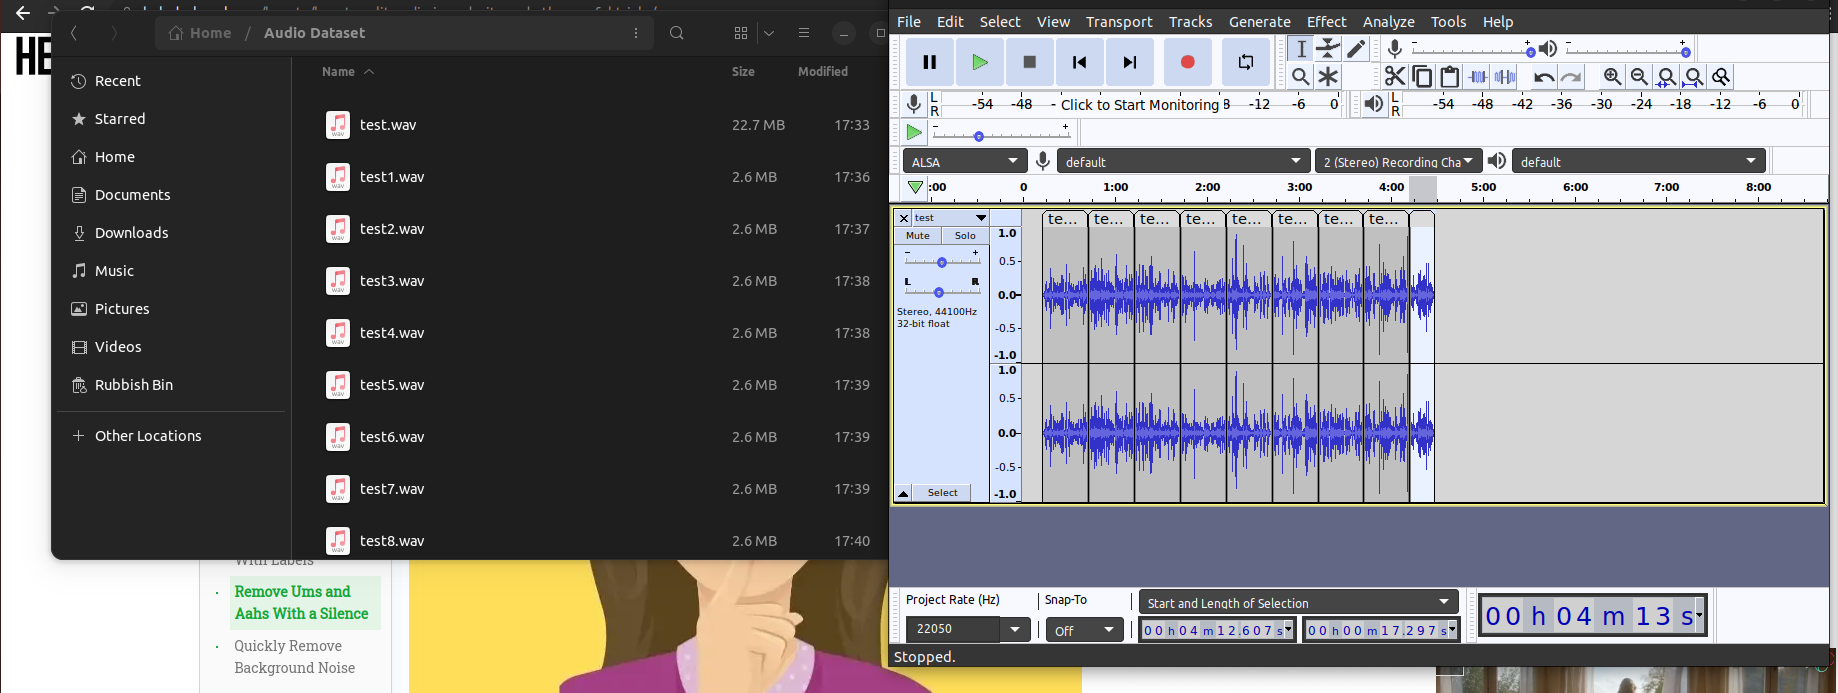 HE
Home / Audio Dataset
Recent
Starred
Home
Documents
Downloads
Music
Pictures
Videos
Rubbish Bin
Other Locations
Name Size Modified
test.wav 22.7 MB 17:33
test1.wav 2.6 MB 17:36
test2.wav 2.6 MB 17:37
test3.wav 2.6 MB 17:38
test4.wav 2.6 MB 17:38
test5.wav 2.6 MB 17:39
test6.wav 2.6 MB 17:39
test7.wav 2.6 MB 17:39
test8.wav 2.6 MB 17:40
With Labels
Remove Ums and
Aahs With a Silence
Quickly Remove
Background Noise
File Edit Select View Transport Tracks Generate Effect Analyze Tools Help
L
R
-54 -48 - Click to Start Monitoring 8 -12 -6 0
L
R
-54 -48 -42 -36 -30 -24 -18 -12 -6 0
ALSA default 2 (Stereo) Recording Cha default
:00 0 1:00 2:00 3:00 4:00 5:00 6:00 7:00 8:00
test
Mute Solo
L R
Stereo, 44100Hz
32-bit float
Select
1.0
0.5
0.0
-0.5
-1.0
1.0
0.5
0.0
-0.5
-1.0
te... te... te... te... te... te... te... te...
Project Rate (Hz) Snap-To Start and Length of Selection
22050 Off 00 h 04 m 12.607 s 00 h 00 m 17.297 s
00 h 04 m 13 s
Stopped.